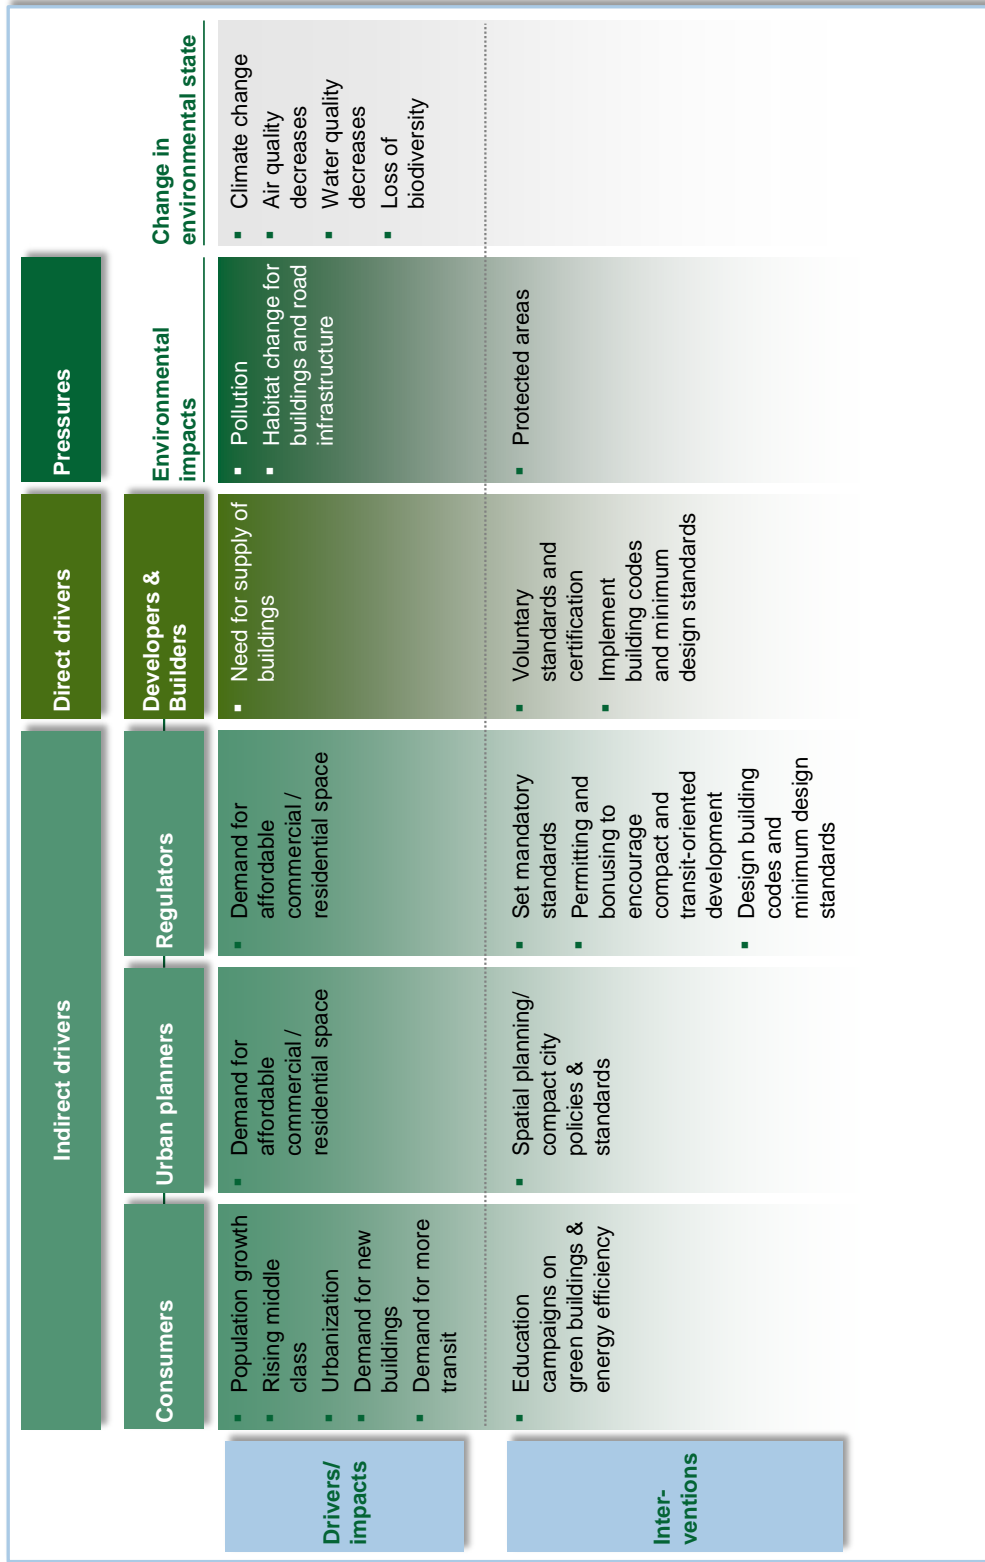 Indirect drivers
Direct drivers
Pressures
Consumers
Urban planners
Regulators
Developers &
Builders
Environmental
impacts
Change in
environmental state
Drivers/
impacts
Population growth
Rising middle
class
Urbanization
Demand for new
buildings
Demand for more
transit
Demand for
affordable
commercial /
residential space
Demand for
affordable
commercial /
residential space
Need for supply of
buildings
Pollution
Habitat change for
buildings and road
infrastructure
Climate change
Air quality
decreases
Water quality
decreases
Loss of
biodiversity
Inter-
ventions
Education
campaigns on
green buildings &
energy efficiency
Spatial planning/
compact city
policies &
standards
Set mandatory
standards
Permitting and
bonusing to
encourage
compact and
transit-oriented
development
Design building
codes and
minimum design
standards
Voluntary
standards and
certification
Implement
building codes
and minimum
design standards
Protected areas